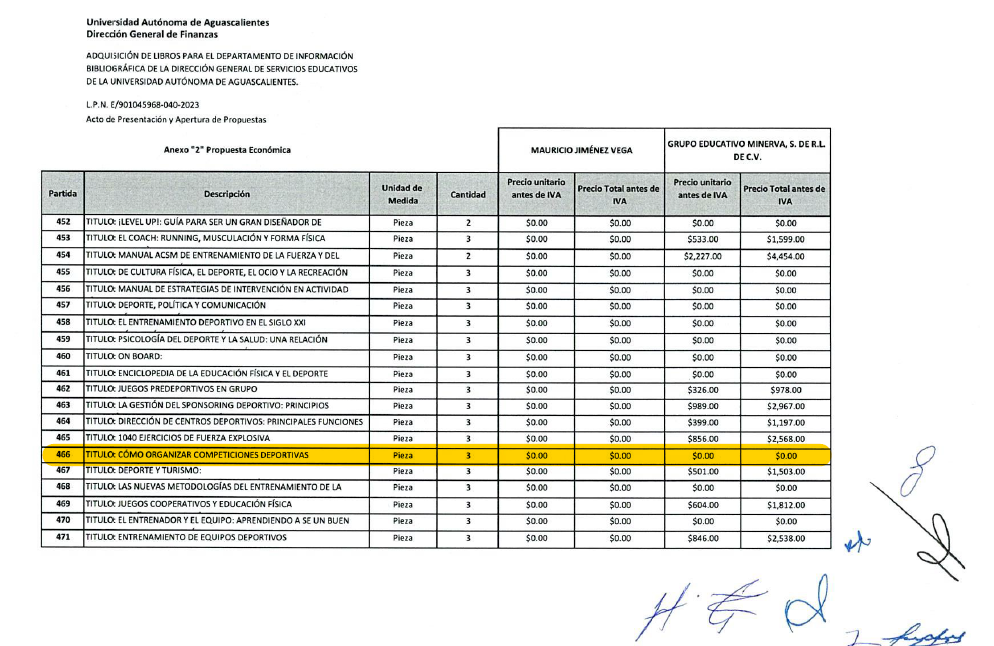 Universidad Autónoma de Aguascalientes
Dirección General de Finanzas
ADQUISICIÓN DE LIBROS PARA EL DEPARTAMENTO DE INFORMACIÓN
BIBLIOGRÁFICA DE LA DIRECCIÓN GENERAL DE SERVICIOS EDUCATIVOS
DE LA UNIVERSIDAD AUTÓNOMA DE AGUASCALIENTES.
L.P.N. E/901045968-040-2023
Acto de Presentación y Apertura de Propuestas
Anexo "2" Propuesta Económica
MAURICIO JIMÉNEZ VEGA
GRUPO EDUCATIVO MINERVA, S. DE R.L. DE C.V.
Partida Descripción Unidad de Medida Cantidad Precio unitario antes de IVA Precio Total antes de IVA Precio unitario antes de IVA Precio Total antes de IVA
452 TITULO: ¡LEVEL UP!: GUÍA PARA SER UN GRAN DISEÑADOR DE Pieza 2 $0.00 $0.00 $0.00 $0.00
453 TITULO: EL COACH: RUNNING, MUSCULACIÓN Y FORMA FÍSICA Pieza 3 $0.00 $0.00 $533.00 $1,599.00
454 TITULO: MANUAL ACSM DE ENTRENAMIENTO DE LA FUERZA Y DEL Pieza 2 $0.00 $0.00 $2,227.00 $4,454.00
455 TITULO: DE CULTURA FÍSICA, EL DEPORTE, EL OCIO Y LA RECREACIÓN Pieza 3 $0.00 $0.00 $0.00 $0.00
456 TITULO: MANUAL DE ESTRATEGIAS DE INTERVENCIÓN EN ACTIVIDAD Pieza 3 $0.00 $0.00 $0.00 $0.00
457 TITULO: DEPORTE, POLÍTICA Y COMUNICACIÓN Pieza 3 $0.00 $0.00 $0.00 $0.00
458 TITULO: EL ENTRENAMIENTO DEPORTIVO EN EL SIGLO XXI Pieza 3 $0.00 $0.00 $0.00 $0.00
459 TITULO: PSICOLOGÍA DEL DEPORTE Y LA SALUD: UNA RELACIÓN Pieza 3 $0.00 $0.00 $0.00 $0.00
460 TITULO: ON BOARD: Pieza 3 $0.00 $0.00 $0.00 $0.00
461 TITULO: ENCICLOPEDIA DE LA EDUCACIÓN FÍSICA Y EL DEPORTE Pieza 3 $0.00 $0.00 $0.00 $0.00
462 TITULO: JUEGOS PREDEPORTIVOS EN GRUPO Pieza 3 $0.00 $0.00 $326.00 $978.00
463 TITULO: LA GESTIÓN DEL SPONSORING DEPORTIVO: PRINCIPIOS Pieza 3 $0.00 $0.00 $989.00 $2,967.00
464 TITULO: DIRECCIÓN DE CENTROS DEPORTIVOS: PRINCIPALES FUNCIONES Pieza 3 $0.00 $0.00 $399.00 $1,197.00
465 TITULO: 1040 EJERCICIOS DE FUERZA EXPLOSIVA Pieza 3 $0.00 $0.00 $856.00 $2,568.00
466 TITULO: CÓMO ORGANIZAR COMPETICIONES DEPORTIVAS Pieza 3 $0.00 $0.00 $0.00 $0.00
467 TITULO: DEPORTE Y TURISMO: Pieza 3 $0.00 $0.00 $501.00 $1,503.00
468 TITULO: LAS NUEVAS METODOLOGÍAS DEL ENTRENAMIENTO DE LA Pieza 3 $0.00 $0.00 $0.00 $0.00
469 TITULO: JUEGOS COOPERATIVOS Y EDUCACIÓN FÍSICA Pieza 3 $0.00 $0.00 $604.00 $1,812.00
470 TITULO: EL ENTRENADOR Y EL EQUIPO: APRENDIENDO A SE UN BUEN Pieza 3 $0.00 $0.00 $0.00 $0.00
471 TITULO: ENTRENAMIENTO DE EQUIPOS DEPORTIVOS Pieza 3 $0.00 $0.00 $846.00 $2,538.00